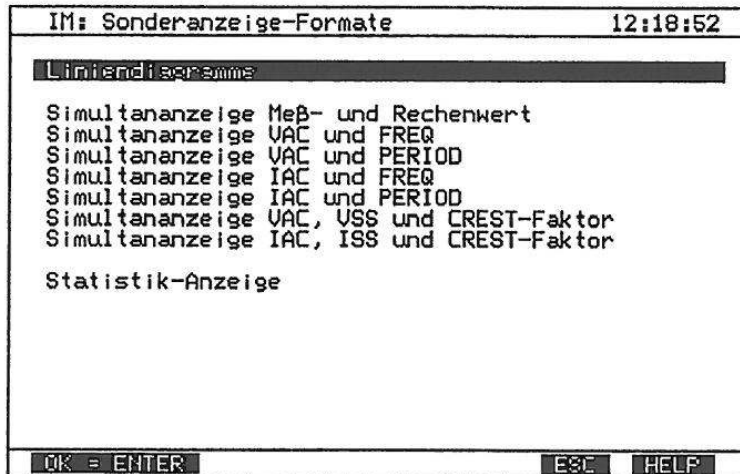 IM: Sonderanzeige-Formate 12:18:52
Liniendiagramme
Simultananzeige Meß- und Rechenwert
Simultananzeige VAC und FREQ
Simultananzeige VAC und PERIOD
Simultananzeige IAC und FREQ
Simultananzeige IAC und PERIOD
Simultananzeige VAC, VSS und CREST-Faktor
Simultananzeige IAC, ISS und CREST-Faktor
Statistik-Anzeige
OK = ENTER ESC HELP